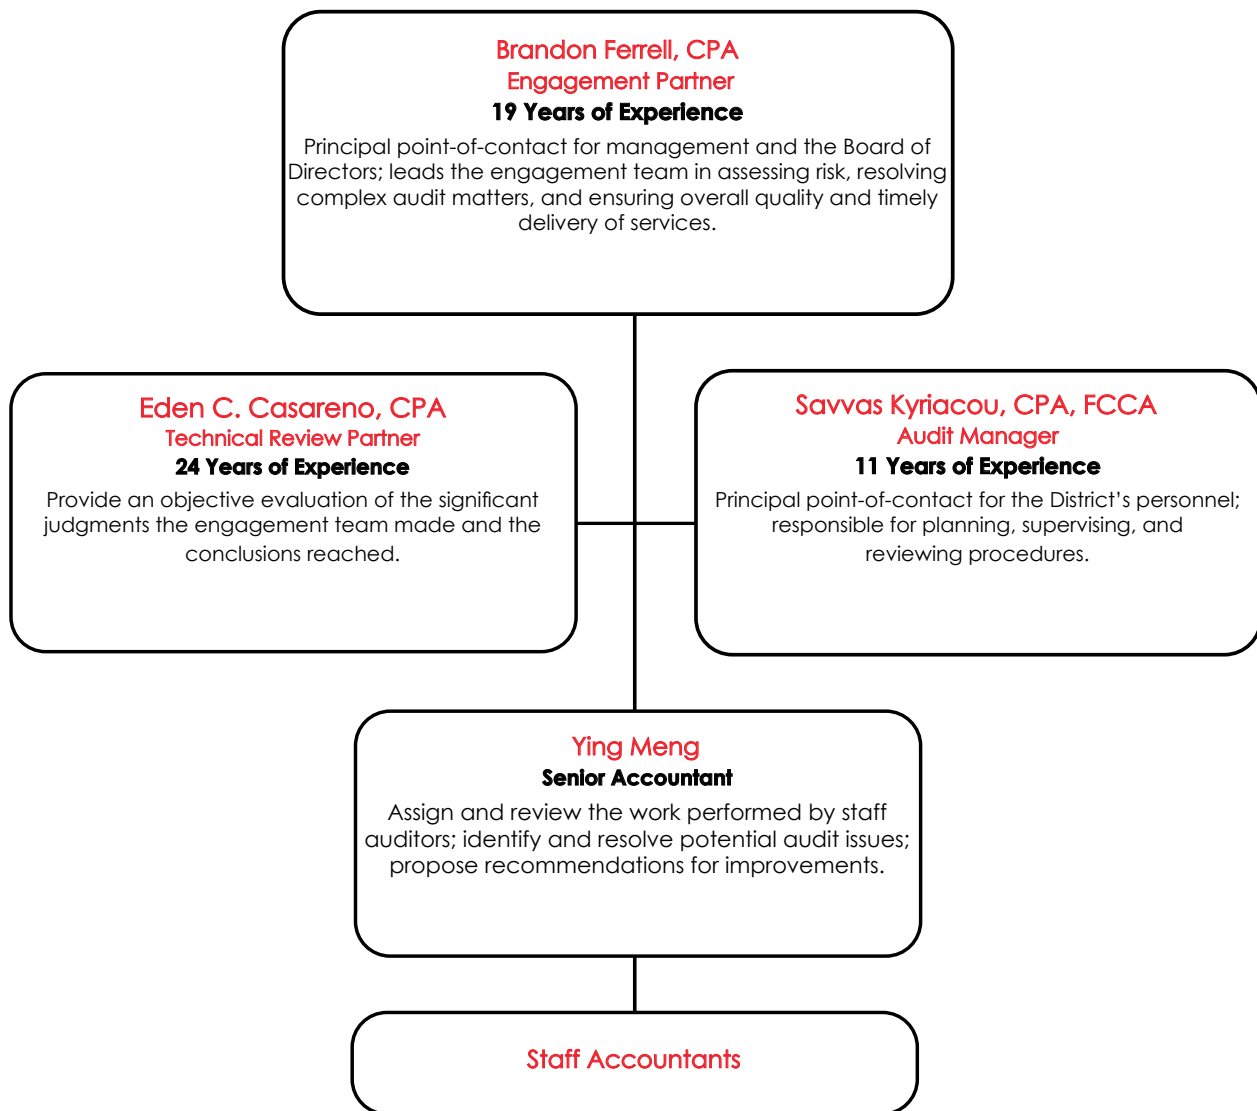 Brandon Ferrell, CPA
Engagement Partner
19 Years of Experience
Principal point-of-contact for management and the Board of
Directors; leads the engagement team in assessing risk, resolving
complex audit matters, and ensuring overall quality and timely
delivery of services.
Eden C. Casareno, CPA
Technical Review Partner
24 Years of Experience
Provide an objective evaluation of the significant
judgments the engagement team made and the
conclusions reached.
Savvas Kyriacou, CPA, FCCA
Audit Manager
11 Years of Experience
Principal point-of-contact for the District’s personnel;
responsible for planning, supervising, and
reviewing procedures.
Ying Meng
Senior Accountant
Assign and review the work performed by staff
auditors; identify and resolve potential audit issues;
propose recommendations for improvements.
Staff Accountants